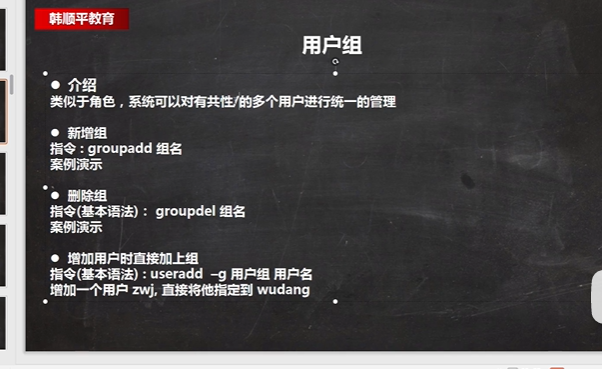 韩顺平教育
用户组
● 介绍
类似于角色，系统可以对有共性/的多个用户进行统一的管理
● 新增组
指令 : groupadd 组名
案例演示
● 删除组
指令(基本语法)： groupdel 组名
案例演示
● 增加用户时直接加上组
指令(基本语法) : useradd –g 用户组 用户名
增加一个用户 zwj, 直接将他指定到 wudang